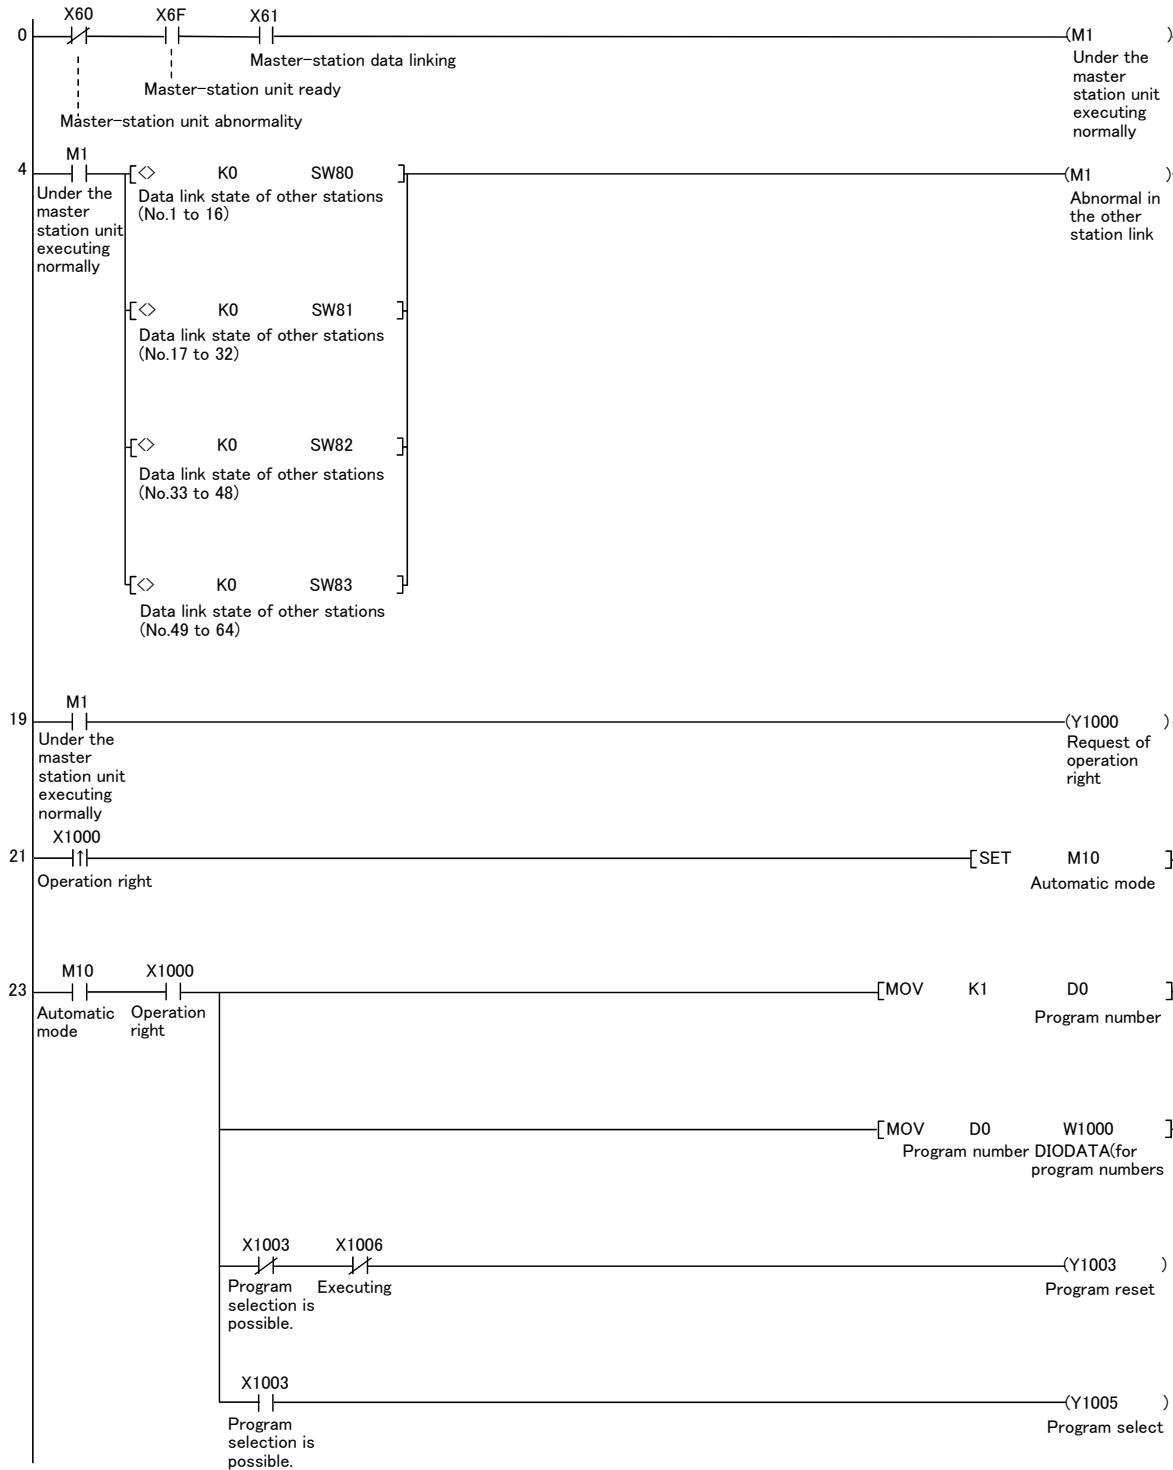 X60 X6F X61
0 (M1 )
Master-station data linking
Under the
master
station unit
executing
normally
Master-station unit ready
Master-station unit abnormality
M1
4 [<> K0 SW80 ] (M1 )
Under the
master
station unit
executing
normally
Data link state of other stations
(No.1 to 16)
Abnormal in
the other
station link
[<> K0 SW81 ]
Data link state of other stations
(No.17 to 32)
[<> K0 SW82 ]
Data link state of other stations
(No.33 to 48)
[<> K0 SW83 ]
Data link state of other stations
(No.49 to 64)
M1
19 (Y1000 )
Under the
master
station unit
executing
normally
Request of
operation
right
X1000
21 [SET M10 ]
Operation right
Automatic mode
M10 X1000
23 [MOV K1 D0 ]
Automatic
mode
Operation
right
Program number
[MOV D0 W1000 ]
Program number DIODATA(for
program numbers
X1003 X1006
(Y1003 )
Program
selection is
possible.
Executing
Program reset
X1003
(Y1005 )
Program
selection is
possible.
Program select